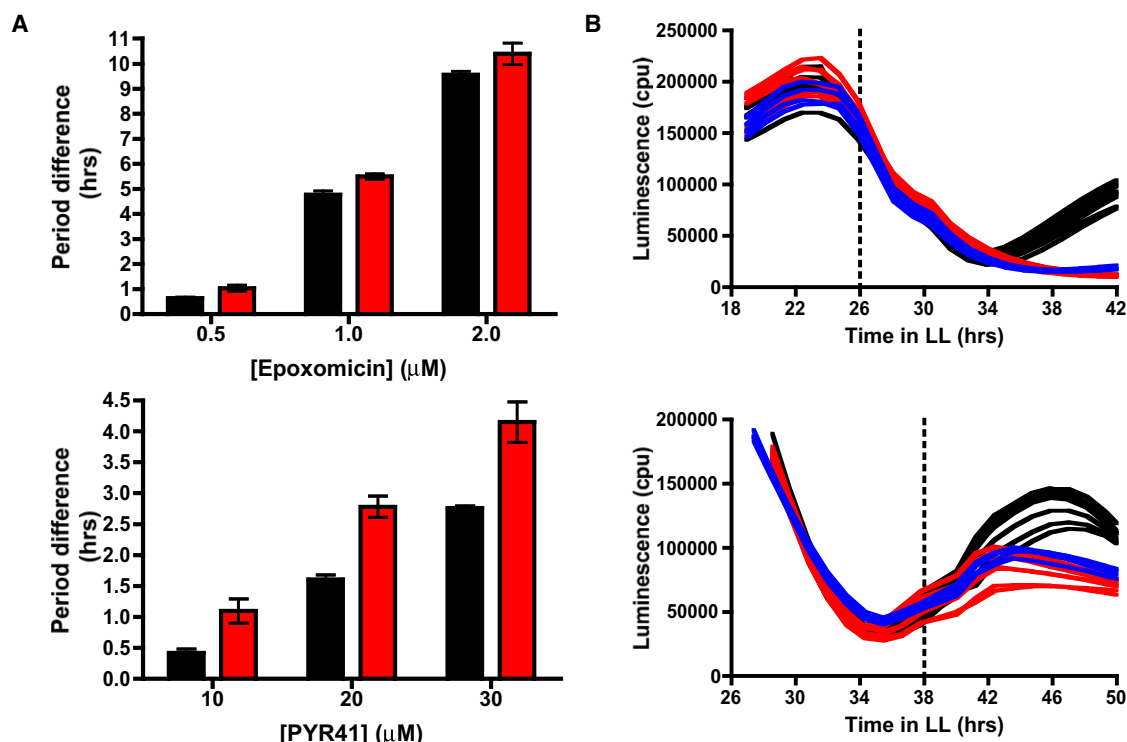 A
Period difference
(hrs)
11
10
9
8
7
6
5
4
3
2
1
0
0.5 1.0 2.0
[Epoxomicin] (μM)
Period difference
(hrs)
4.5
4.0
3.5
3.0
2.5
2.0
1.5
1.0
0.5
0.0
10 20 30
[PYR41] (μM)
B
Luminescence (cpu)
250000
200000
150000
100000
50000
0
18 22 26 30 34 38 42
Time in LL (hrs)
Luminescence (cpu)
200000
150000
100000
50000
0
26 30 34 38 42 46 50
Time in LL (hrs)